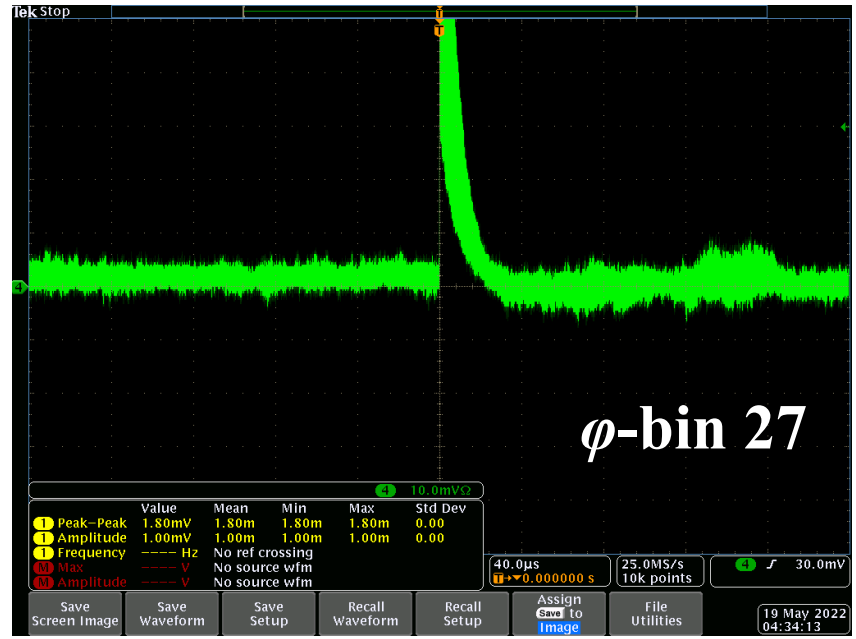 Tek Stop
T
T
4
φ-bin 27
4 10.0mVΩ
Value Mean Min Max Std Dev
1 Peak–Peak 1.80mV 1.80m 1.80m 1.80m 0.00
1 Amplitude 1.00mV 1.00m 1.00m 1.00m 0.00
1 Frequency –––– Hz No ref crossing
M Max –––– V No source wfm
M Amplitude –––– V No source wfm
40.0µs
T→▼0.000000 s
25.0MS/s
10k points
4 ƒ 30.0mV
Save
Screen Image
Save
Waveform
Save
Setup
Recall
Waveform
Recall
Setup
Assign
Save to
Image
File
Utilities
19 May 2022
04:34:13